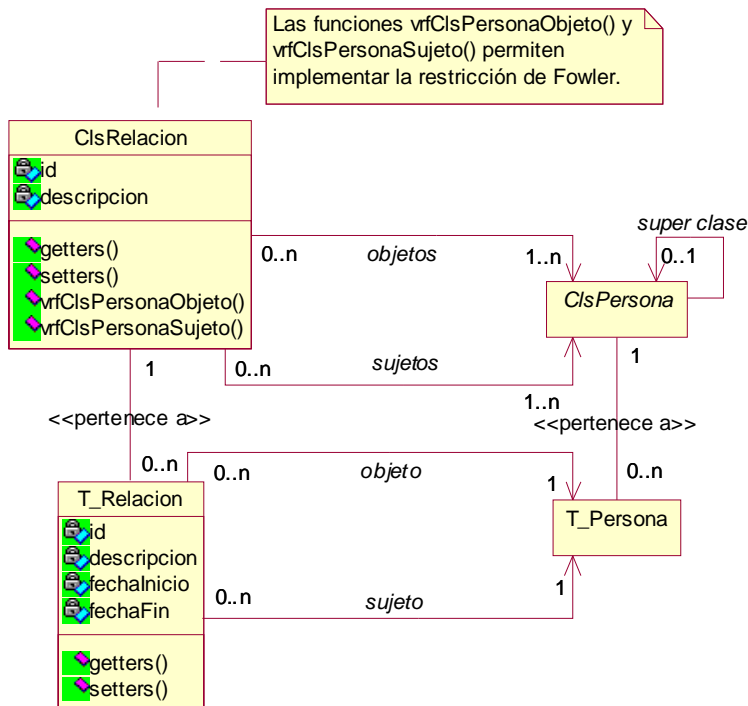 Las funciones vrfClsPersonaObjeto() y
vrfClsPersonaSujeto() permiten
implementar la restricción de Fowler.
ClsRelacion
id
descripcion
getters()
setters()
vrfClsPersonaObjeto()
vrfClsPersonaSujeto()
0..n
objetos
1..n
super clase
0..1
ClsPersona
1
0..n
sujetos
1..n
1
<<pertenece a>>
<<pertenece a>>
0..n
0..n
objeto
1
0..n
T_Relacion
id
descripcion
fechaInicio
fechaFin
getters()
setters()
T_Persona
0..n
sujeto
1